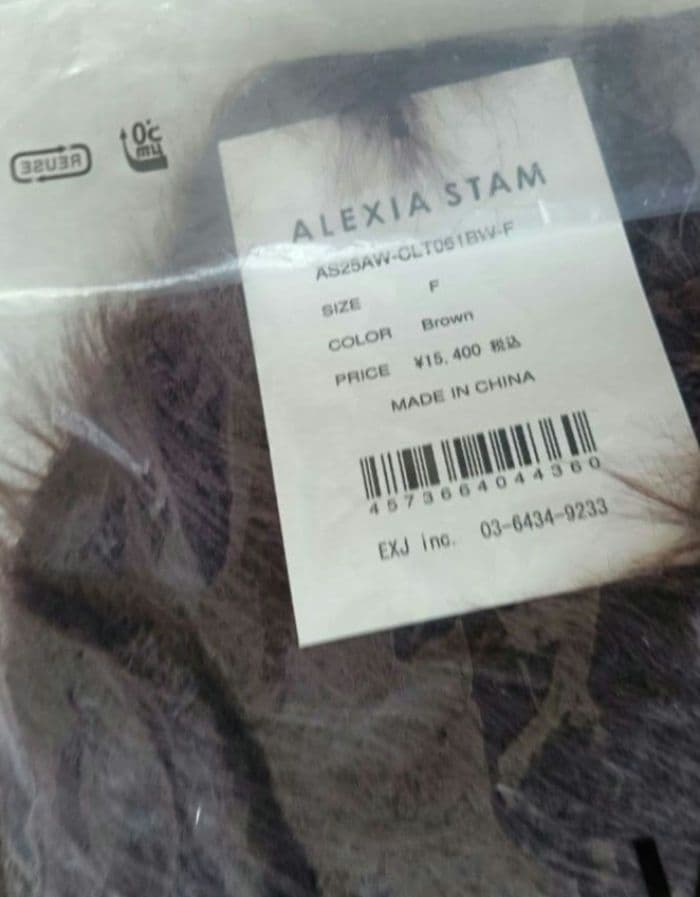 REUSE
ALEXIA STAM
AS25AW-CLT061BW-F
SIZE F
COLOR Brown
PRICE ¥15,400 税込
MADE IN CHINA
4573664044360
EXJ inc. 03-6434-9233